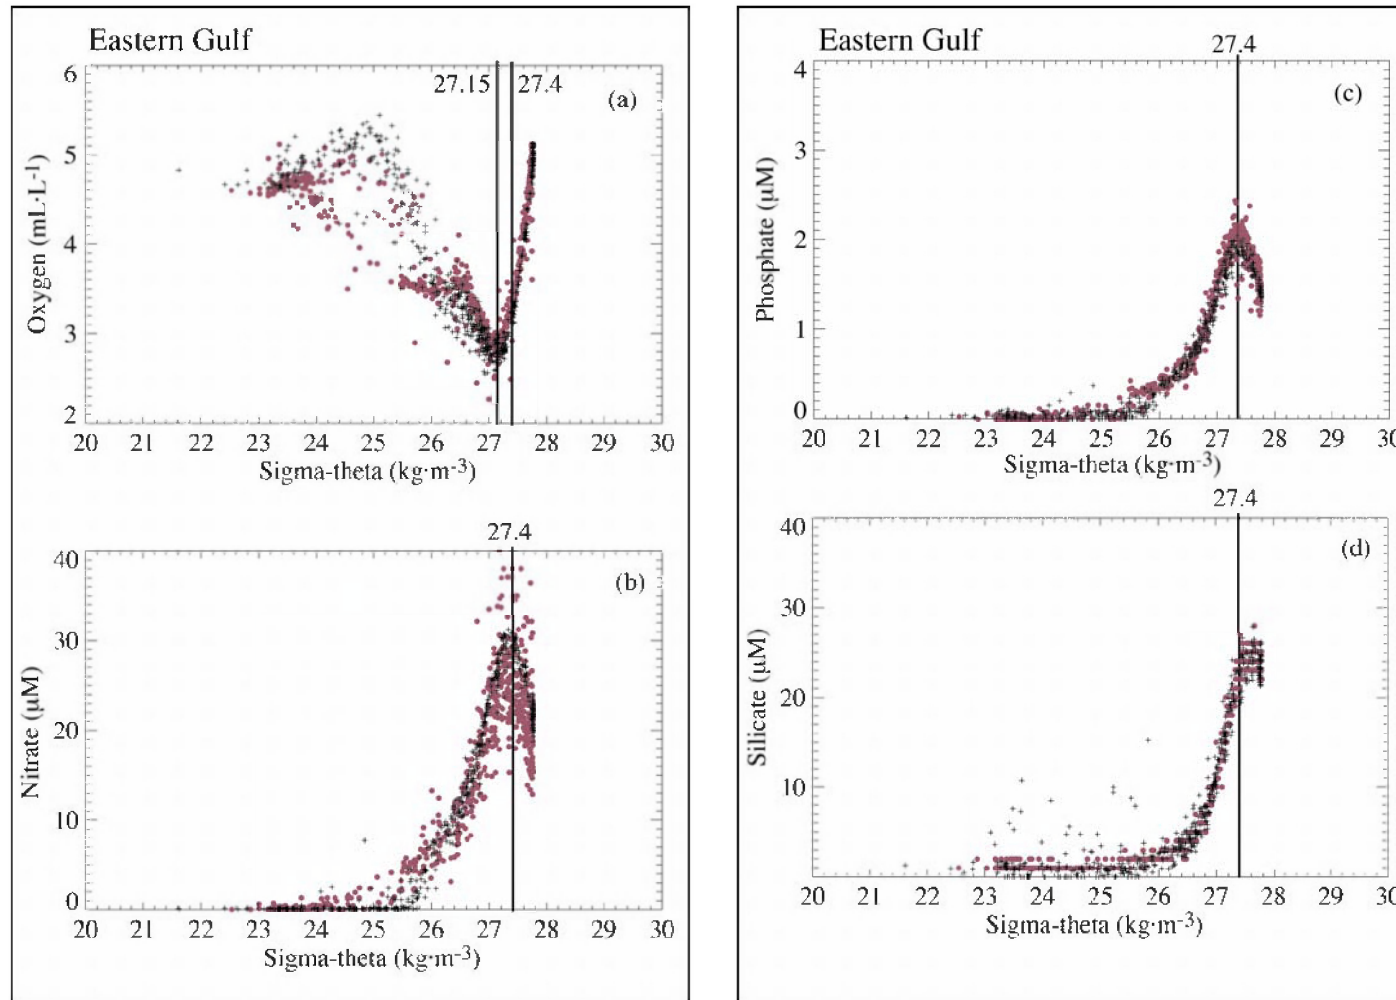 Eastern Gulf
27.15
27.4
(a)
6
5
4
3
2
Oxygen (mL·L-1)
20 21 22 23 24 25 26 27 28 29 30
Sigma-theta (kg·m-3)
27.4
(b)
40
30
20
10
0
Nitrate (µM)
20 21 22 23 24 25 26 27 28 29 30
Sigma-theta (kg·m-3)
Eastern Gulf
27.4
(c)
4
3
2
1
0
Phosphate (µM)
20 21 22 23 24 25 26 27 28 29 30
Sigma-theta (kg·m-3)
27.4
(d)
40
30
20
10
Silicate (µM)
20 21 22 23 24 25 26 27 28 29 30
Sigma-theta (kg·m-3)